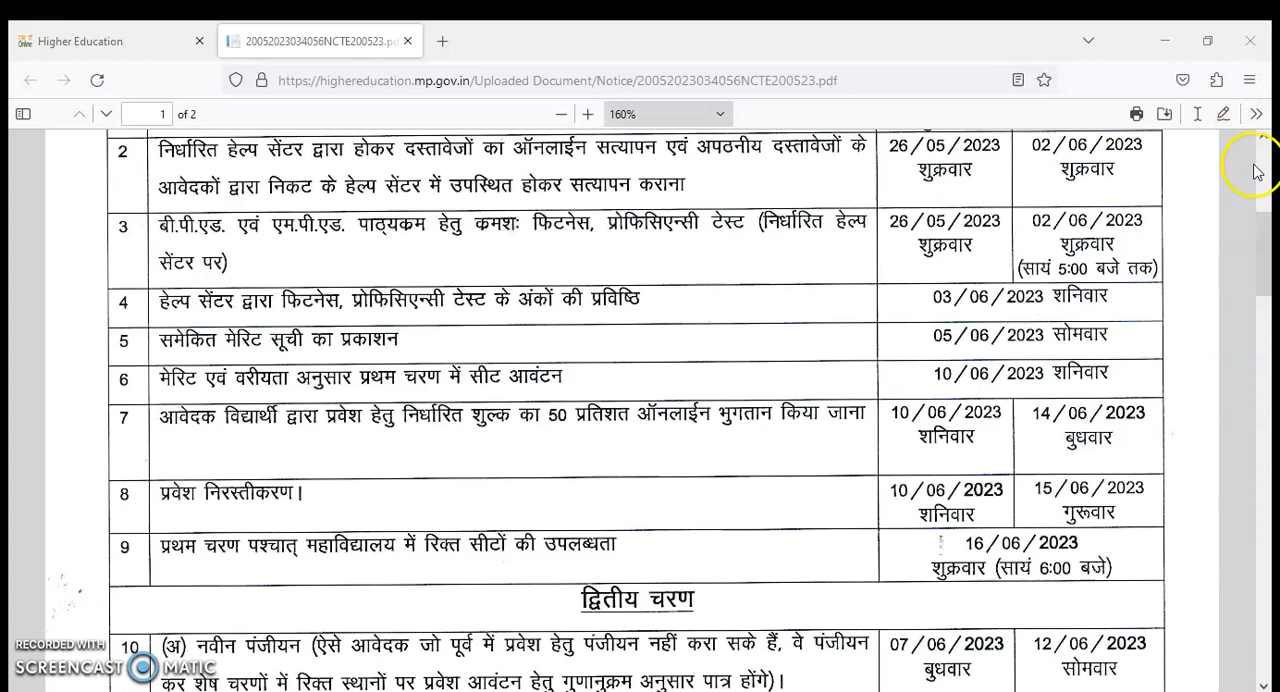 Higher Education
20052023034056NCTE200523.pd
https://highereducation.mp.gov.in/Uploaded Document/Notice/20052023034056NCTE200523.pdf
1 of 2
160%
2 निर्धारित हेल्प सेंटर द्वारा होकर दस्तावेजों का ऑनलाईन सत्यापन एवं अपठनीय दस्तावेजों के 26/05/2023 02/06/2023
आवेदकों द्वारा निकट के हेल्प सेंटर में उपस्थित होकर सत्यापन कराना शुक्रवार शुक्रवार
3 बी.पी.एड. एवं एम.पी.एड. पाठ्यकम हेतु कमशः फिटनेस, प्रोफिसिएन्सी टेस्ट (निर्धारित हेल्प 26/05/2023 02/06/2023
सेंटर पर) शुक्रवार शुक्रवार
(सायं 5:00 बजे तक)
4 हेल्प सेंटर द्वारा फिटनेस, प्रोफिसिएन्सी टेस्ट के अंकों की प्रविष्ठि 03/06/2023 शनिवार
5 समेकित मेरिट सूची का प्रकाशन 05/06/2023 सोमवार
6 मेरिट एवं वरीयता अनुसार प्रथम चरण में सीट आवंटन 10/06/2023 शनिवार
7 आवेदक विद्यार्थी द्वारा प्रवेश हेतु निर्धारित शुल्क का 50 प्रतिशत ऑनलाईन भुगतान किया जाना 10/06/2023 14/06/2023
शनिवार बुधवार
8 प्रवेश निरस्तीकरण। 10/06/2023 15/06/2023
शनिवार गुरूवार
9 प्रथम चरण पश्चात् महाविद्यालय में रिक्त सीटों की उपलब्धता 16/06/2023
शुक्रवार (सायं 6:00 बजे)
द्वितीय चरण
10 (अ) नवीन पंजीयन (ऐसे आवेदक जो पूर्व में प्रवेश हेतु पंजीयन नहीं करा सके हैं, वे पंजीयन 07/06/2023 12/06/2023
कर शेष चरणों में रिक्त स्थानों पर प्रवेश आवंटन हेतु गुणानुक्रम अनुसार पात्र होंगे)। बुधवार सोमवार
RECORDED WITH
SCREENCAST MATIC